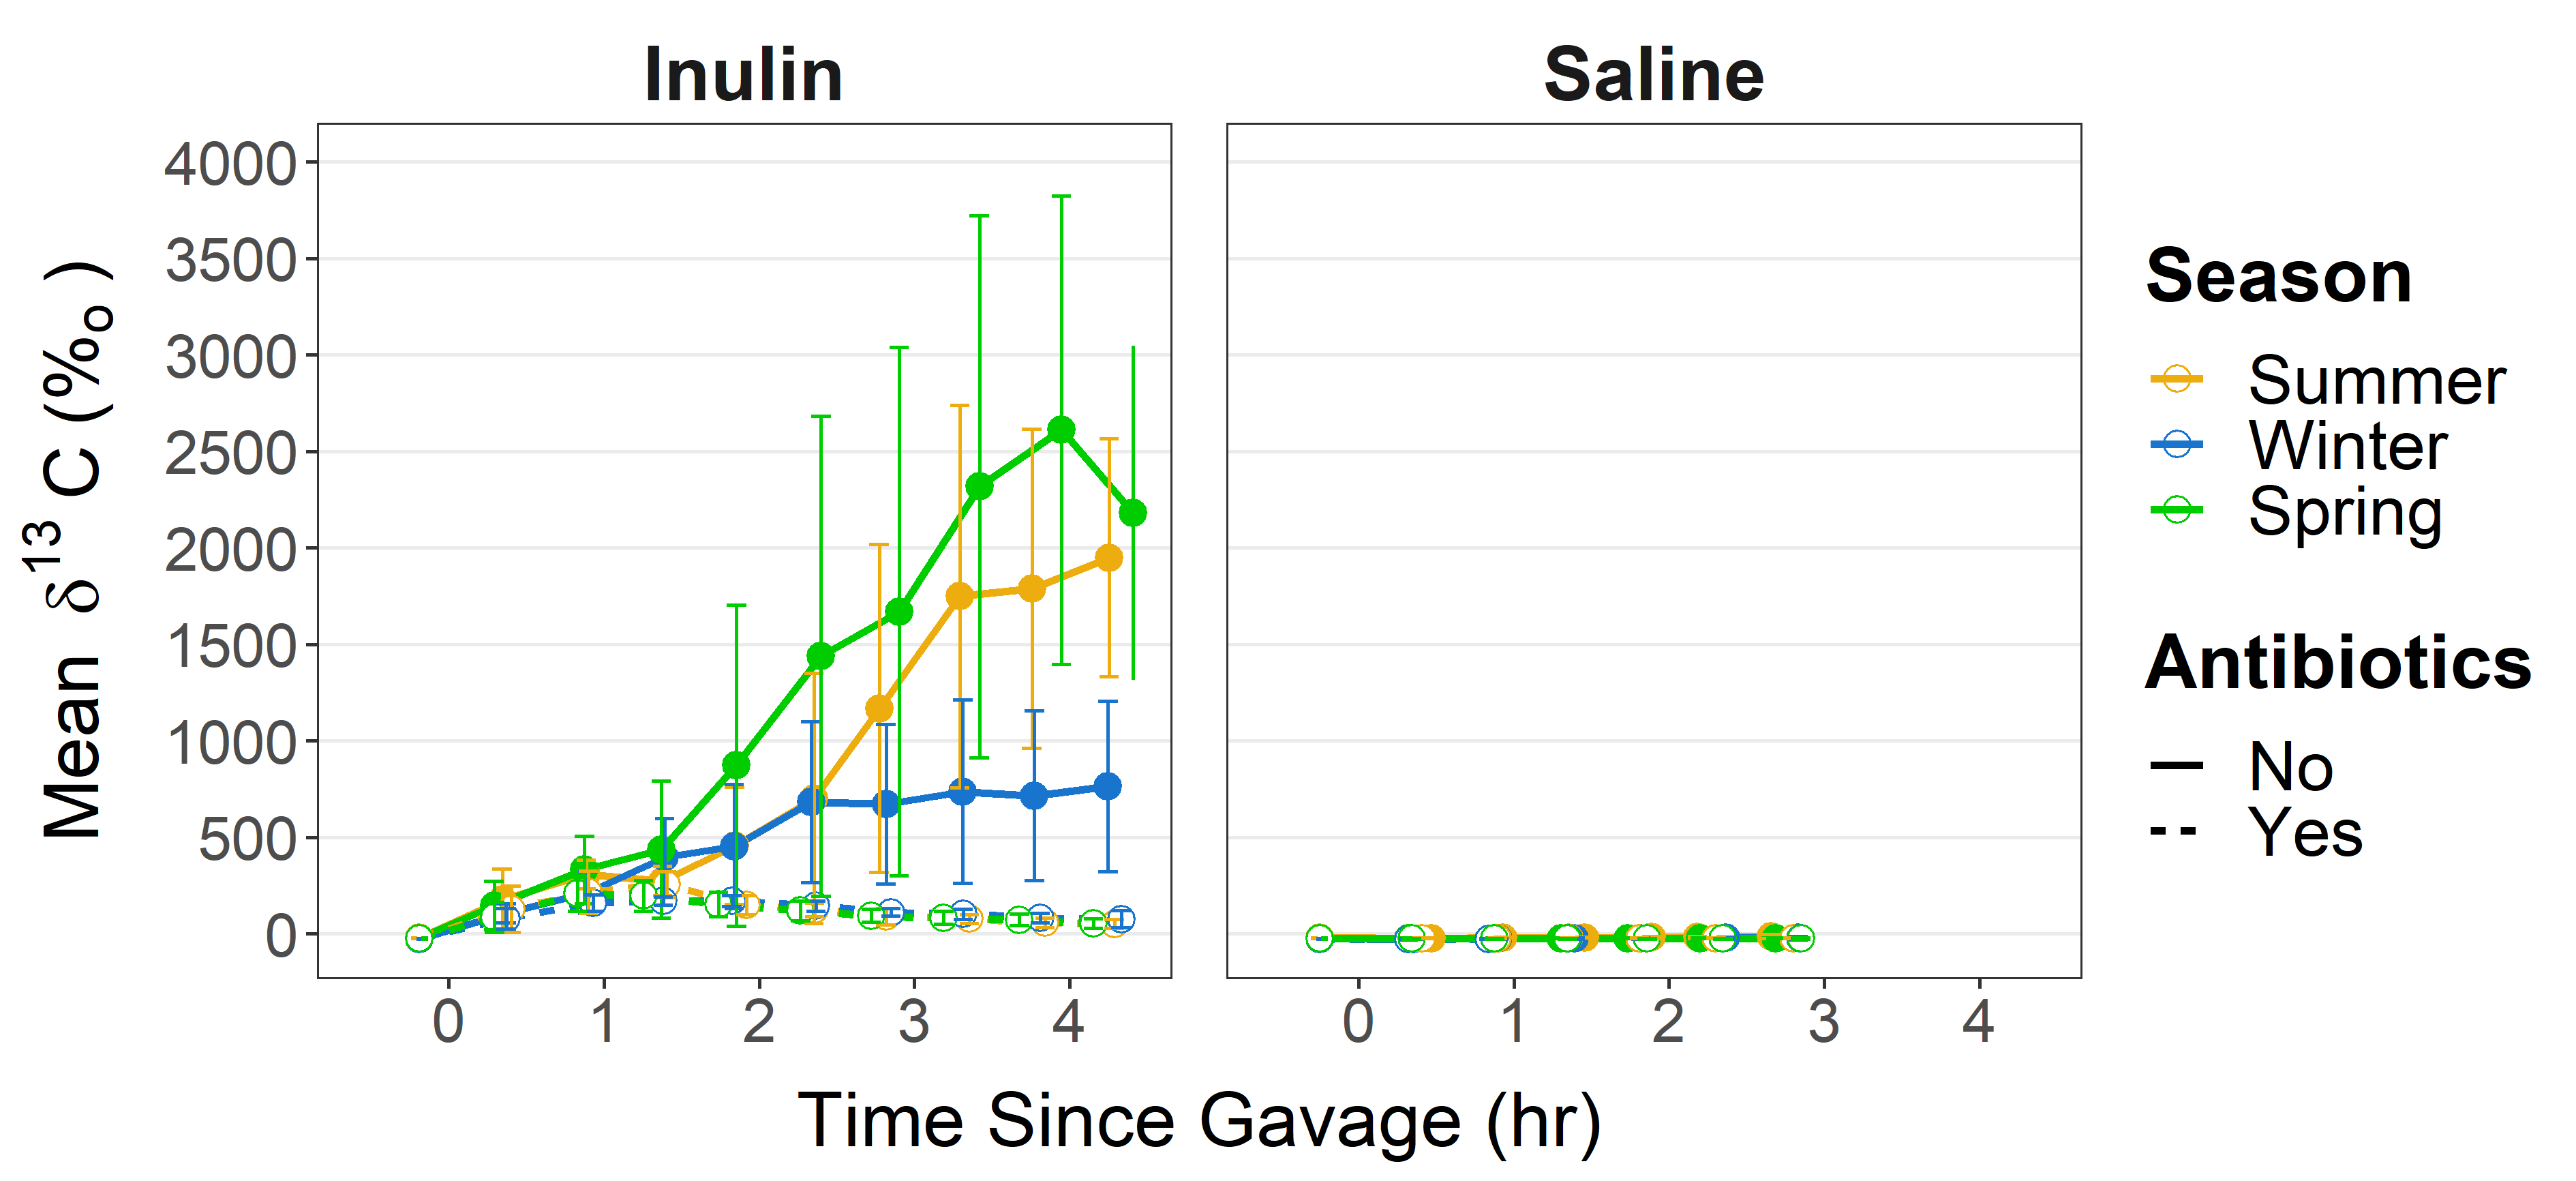 Inulin
Saline
4000
3500
3000
2500
2000
1500
1000
500
0
Mean δ¹³ C (‰)
0 1 2 3 4
0 1 2 3 4
Time Since Gavage (hr)
Season
Summer
Winter
Spring
Antibiotics
No
Yes